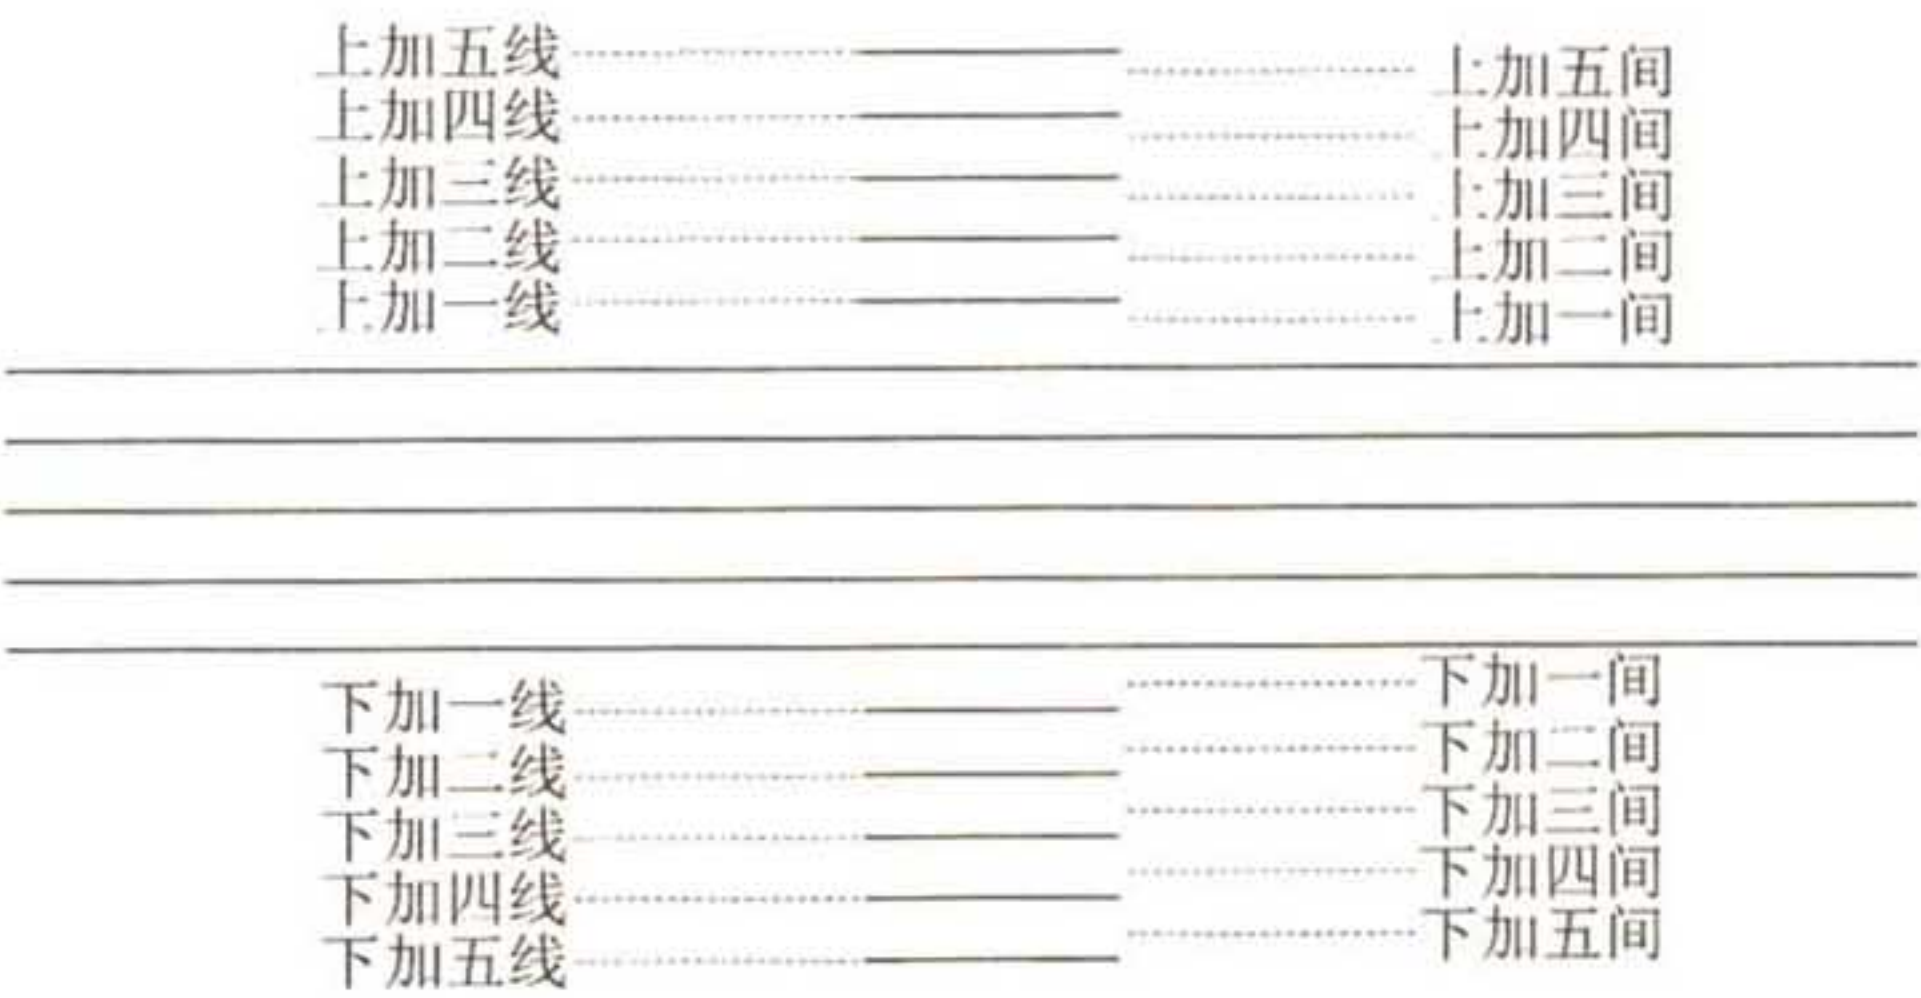 上加五线
上加五间
上加四线
上加四间
上加三线
上加三间
上加二线
上加二间
上加一线
上加一间
下加一间
下加一线
下加二间
下加二线
下加三间
下加三线
下加四间
下加四线
下加五间
下加五线